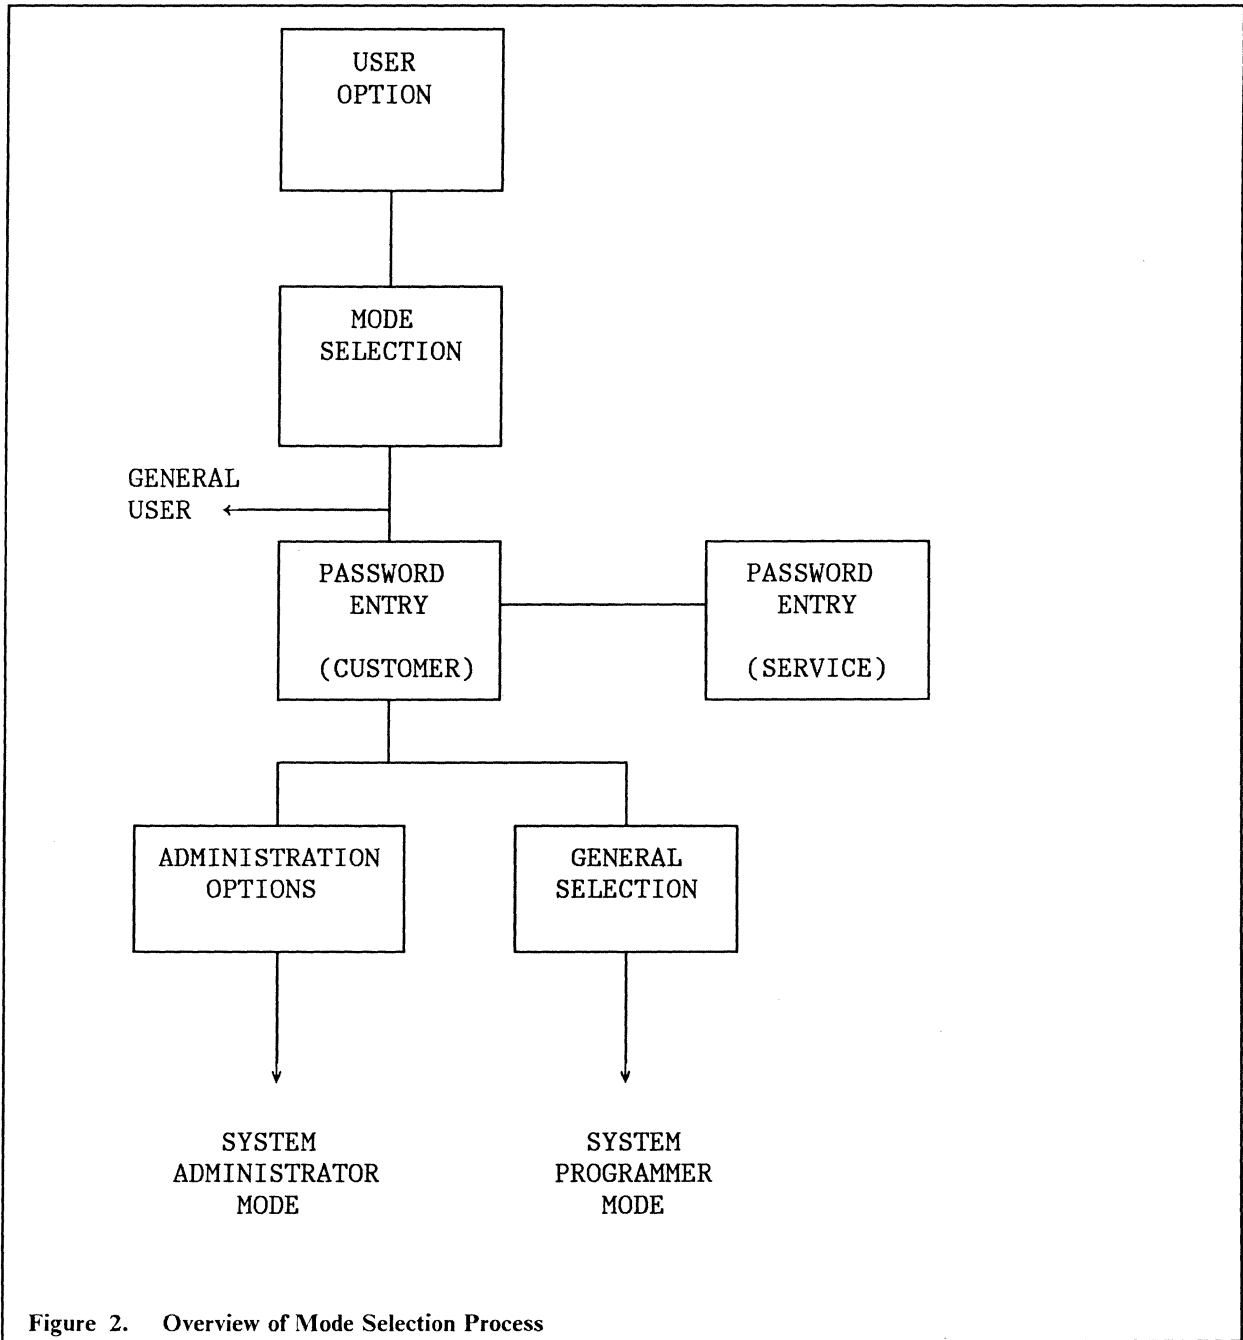 USER
OPTION
MODE
SELECTION
GENERAL
USER
PASSWORD
ENTRY
(CUSTOMER)
PASSWORD
ENTRY
(SERVICE)
ADMINISTRATION
OPTIONS
GENERAL
SELECTION
SYSTEM
ADMINISTRATOR
MODE
SYSTEM
PROGRAMMER
MODE
Figure 2. Overview of Mode Selection Process